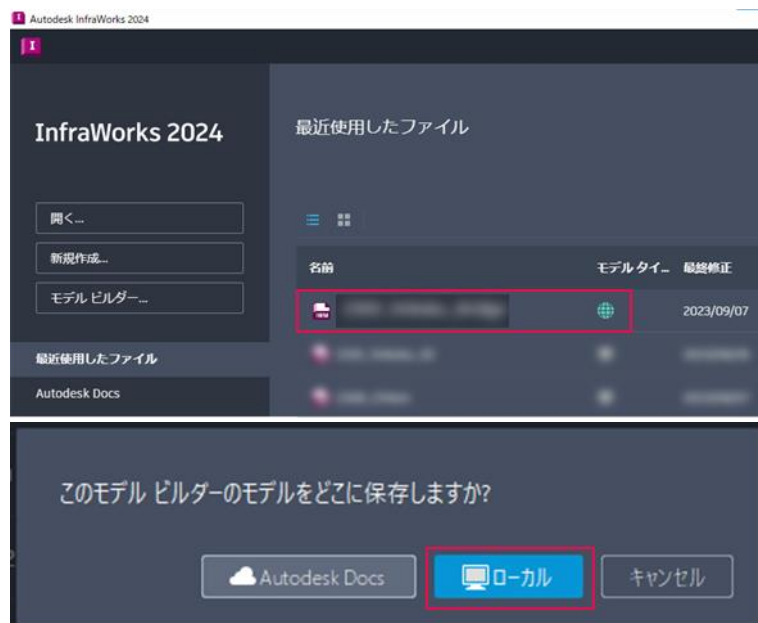 Autodesk InfraWorks 2024
I
InfraWorks 2024
最近使用したファイル
開く...
新規作成...
モデル ビルダー...
名前
モデル タイ...
最終修正
2023/09/07
最近使用したファイル
Autodesk Docs
このモデル ビルダーのモデルをどこに保存しますか?
Autodesk Docs
ローカル
キャンセル